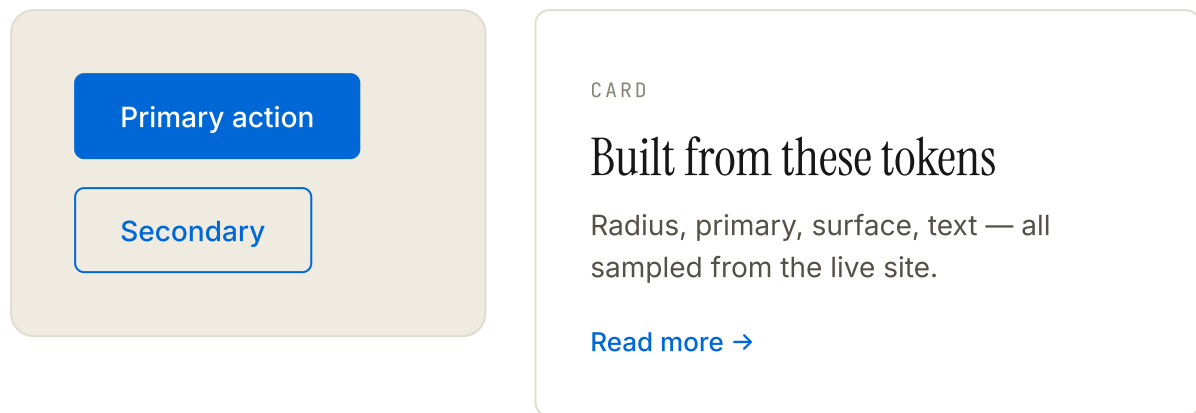 Primary action
Secondary
CARD
Built from these tokens
Radius, primary, surface, text — all
sampled from the live site.
Read more →